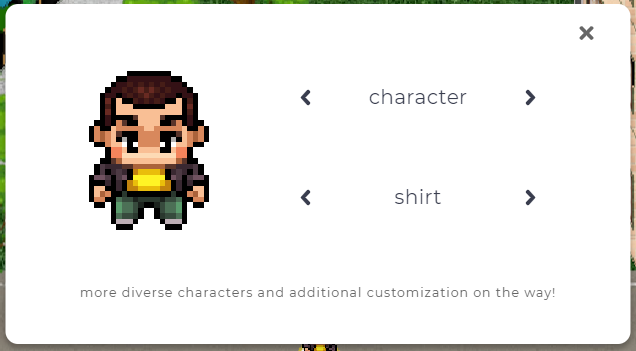 character
shirt
more diverse characters and additional customization on the way!